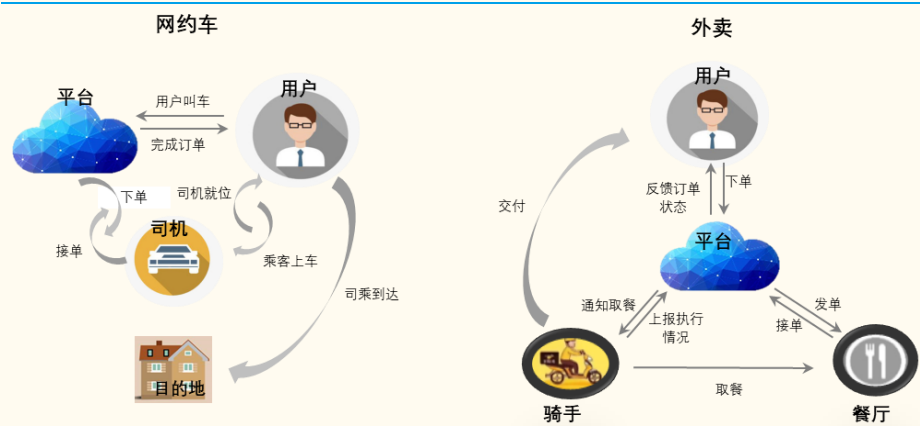 网约车
平台
用户叫车
完成订单
用户
下单
司机就位
接单
司机
乘客上车
司乘到达
目的地
外卖
用户
交付
反馈订单
状态
下单
平台
通知取餐
上报执行
情况
发单
接单
取餐
骑手
餐厅